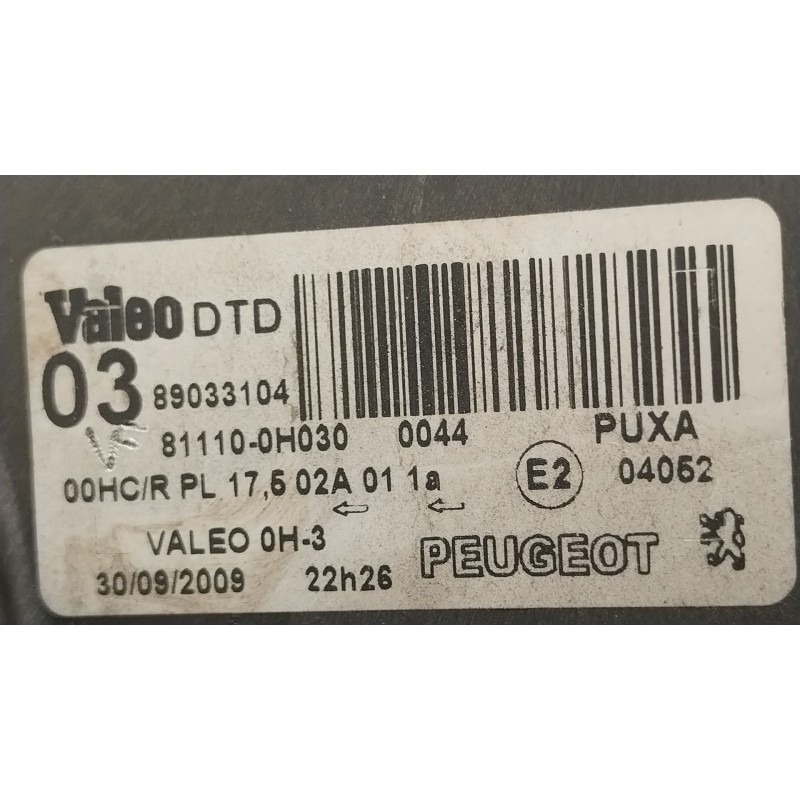 Valeo DTD
03 89033104
81110-0H030 0044 PUXA
00HC/R PL 17,5 02A 01 1a E2 04052
VALEO 0H-3 PEUGEOT
30/09/2009 22h26